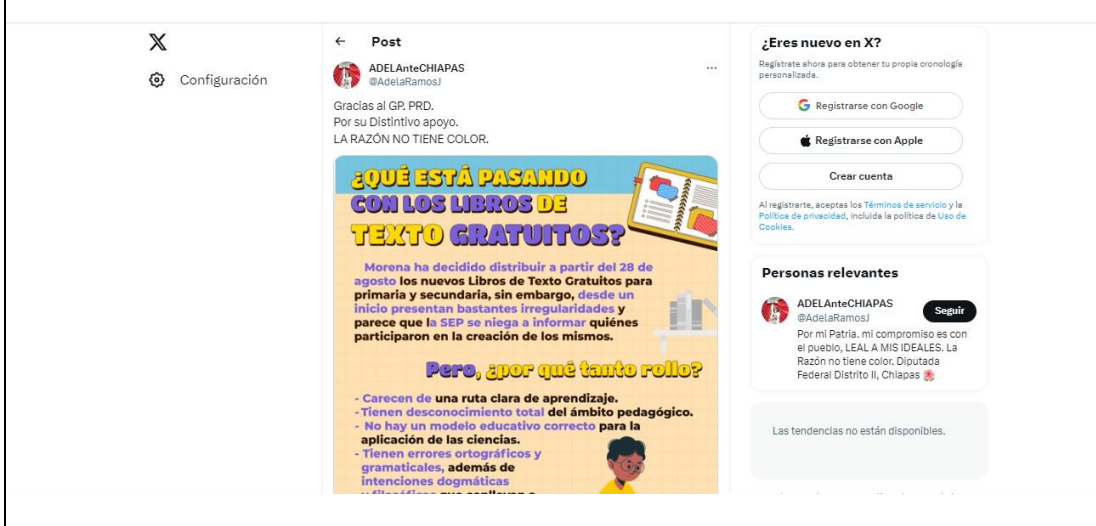 Configuración
← Post
ADELAnteCHIAPAS
@AdelaRamosJ
Gracias al GP. PRD.
Por su Distintivo apoyo.
LA RAZÓN NO TIENE COLOR.
¿QUÉ ESTÁ PASANDO
CON LOS LIBROS DE
TEXTO GRATUITOS?
Morena ha decidido distribuir a partir del 28 de
agosto los nuevos Libros de Texto Gratuitos para
primaria y secundaria, sin embargo, desde un
inicio presentan bastantes irregularidades y
parece que la SEP se niega a informar quiénes
participaron en la creación de los mismos.
Pero, ¿por qué tanto rollo?
- Carecen de una ruta clara de aprendizaje.
- Tienen desconocimiento total del ámbito pedagógico.
- No hay un modelo educativo correcto para la
aplicación de las ciencias.
- Tienen errores ortográficos y
gramaticales, además de
intenciones dogmáticas
¿Eres nuevo en X?
Regístrate ahora para obtener tu propia cronología
personalizada.
Registrarse con Google
Registrarse con Apple
Crear cuenta
Al registrarte, aceptas los Términos de servicio y la
Política de privacidad, incluida la política de Uso de
Cookies.
Personas relevantes
ADELAnteCHIAPAS
@AdelaRamosJ
Seguir
Por mi Patria. mi compromiso es con
el pueblo, LEAL A MIS IDEALES. La
Razón no tiene color. Diputada
Federal Distrito II, Chiapas
Las tendencias no están disponibles.